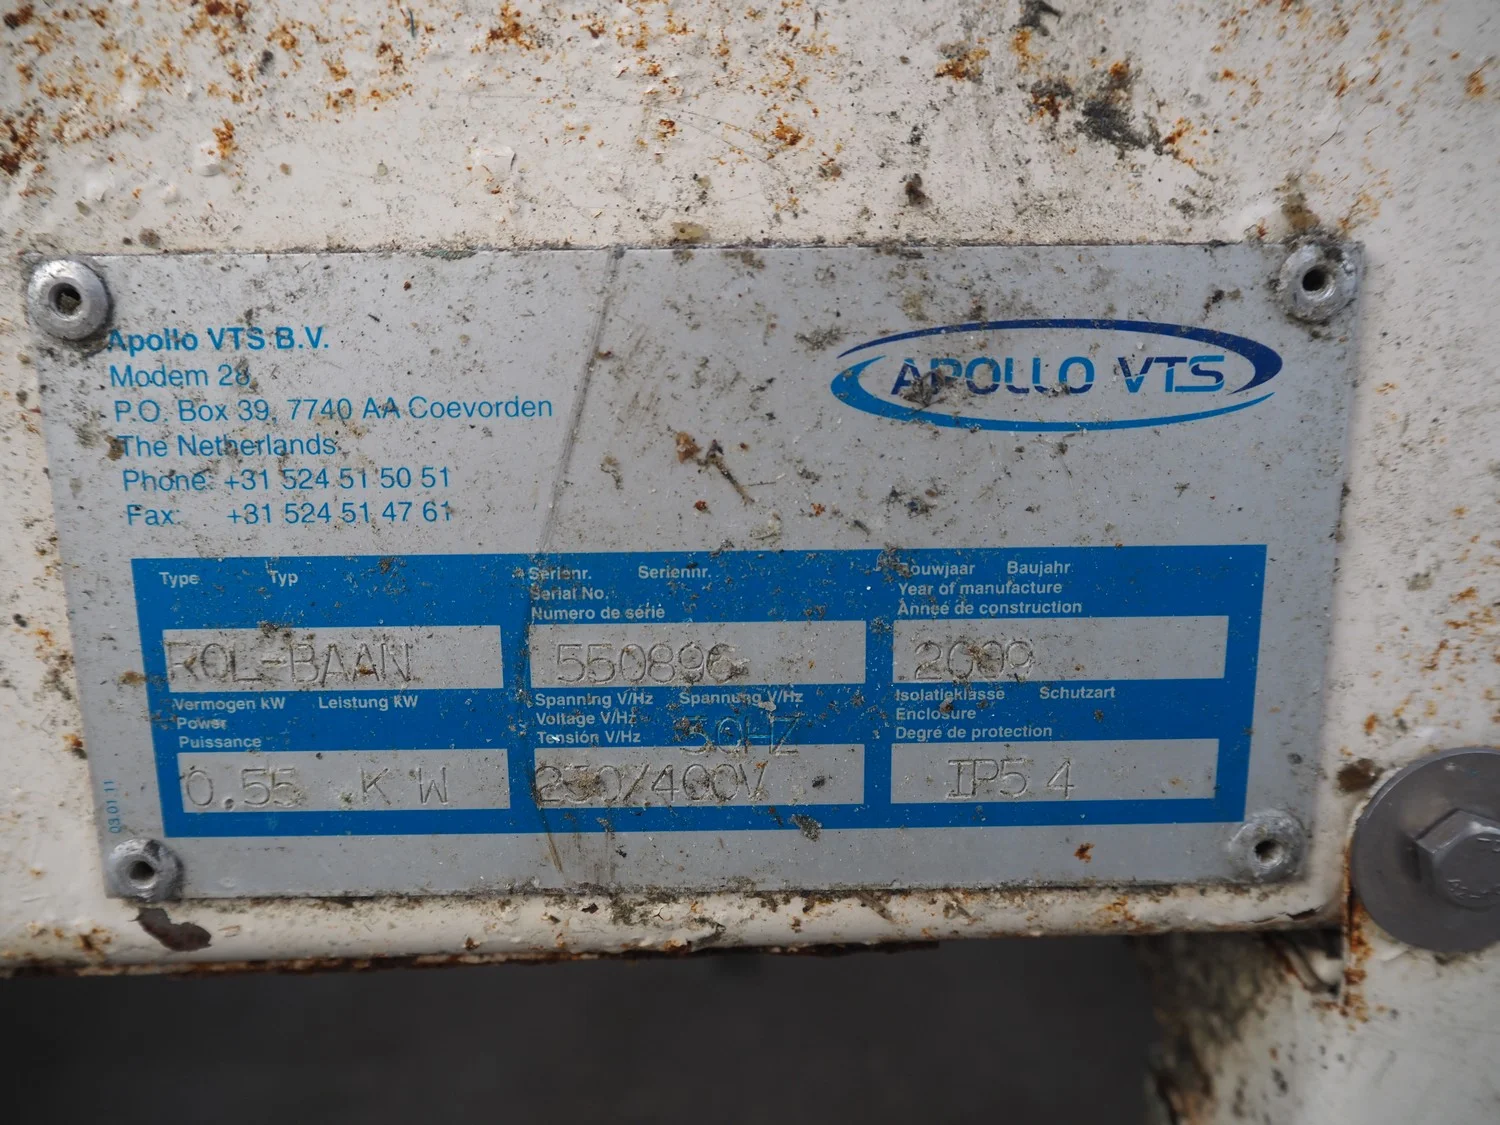 Apollo VTS B.V.
Modem 28
P.O. Box 39, 7740 AA Coevorden
The Netherlands
Phone: +31 524 51 50 51
Fax: +31 524 51 47 61
APOLLO VTS
Type Typ
ROL-BAAN
Serienr. Seriennr.
Serial No.
Numero de série
550896
Bouwjaar Baujahr
Year of manufacture
Année de construction
2009
Vermogen kW Leistung kW
Power
Puissance
0.55 KW
Spanning V/Hz Spannung V/Hz
Voltage V/Hz
Tensión V/Hz 50HZ
230/400V
Isolatieklasse Schutzart
Enclosure
Degré de protection
IP54
03.01.11